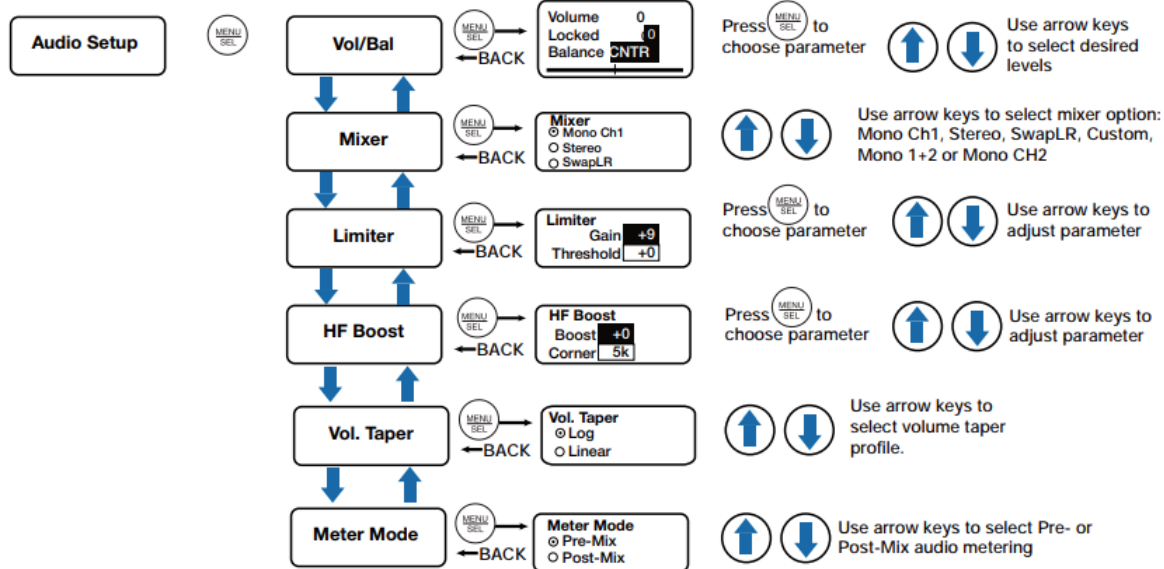 Audio Setup
MENU
SEL
Vol/Bal
MENU
SEL
BACK
Volume 0
Locked 0
Balance CNTR
Press MENU SEL to
choose parameter
Use arrow keys
to select desired
levels
Mixer
MENU
SEL
BACK
Mixer
Mono Ch1
Stereo
SwapLR
Use arrow keys to select mixer option:
Mono Ch1, Stereo, SwapLR, Custom,
Mono 1+2 or Mono CH2
Limiter
MENU
SEL
BACK
Limiter
Gain +9
Threshold +0
Press MENU SEL to
choose parameter
Use arrow keys to
adjust parameter
HF Boost
MENU
SEL
BACK
HF Boost
Boost +0
Corner 5k
Press MENU SEL to
choose parameter
Use arrow keys to
adjust parameter
Vol. Taper
MENU
SEL
BACK
Vol. Taper
Log
Linear
Use arrow keys to
select volume taper
profile.
Meter Mode
MENU
SEL
BACK
Meter Mode
Pre-Mix
Post-Mix
Use arrow keys to select Pre- or
Post-Mix audio metering